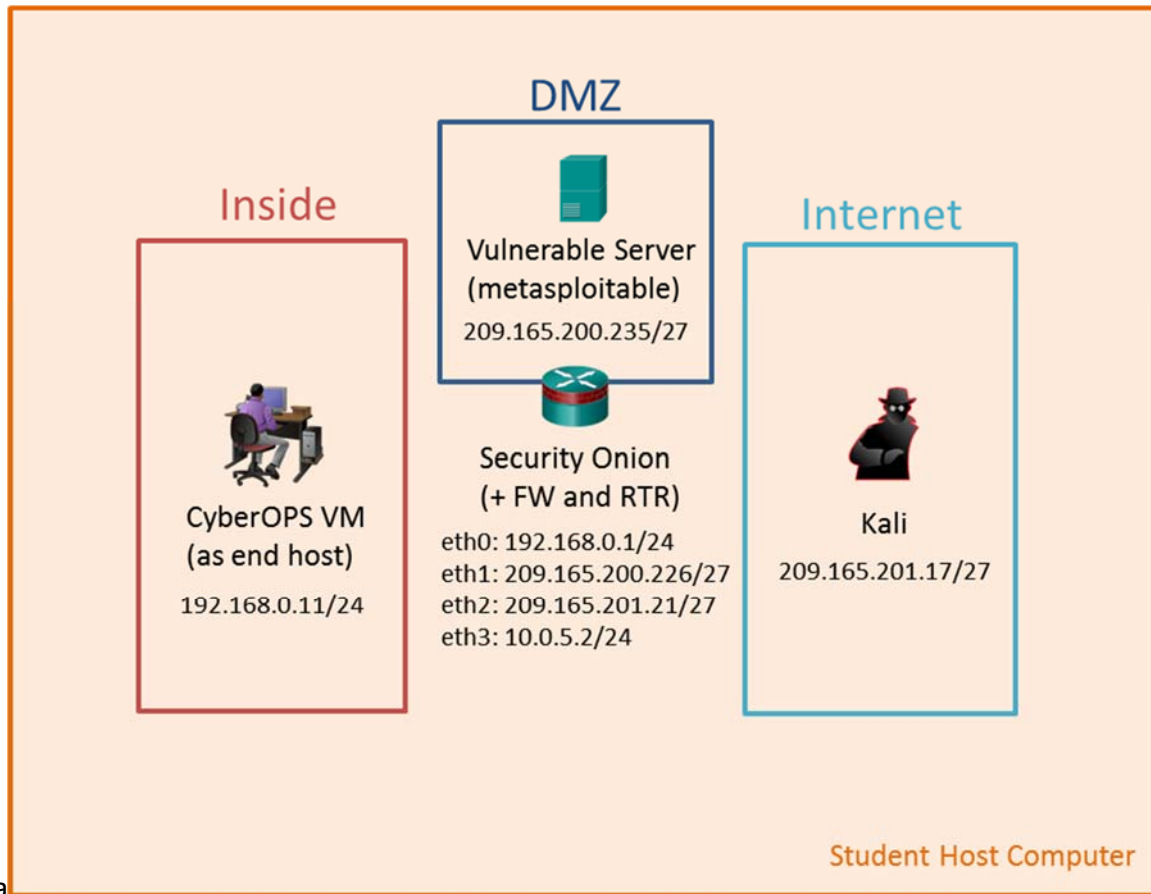 DMZ
Vulnerable Server
(metasploitable)
209.165.200.235/27
Inside
CyberOPS VM
(as end host)
192.168.0.11/24
Security Onion
(+ FW and RTR)
eth0: 192.168.0.1/24
eth1: 209.165.200.226/27
eth2: 209.165.201.21/27
eth3: 10.0.5.2/24
Internet
Kali
209.165.201.17/27
Student Host Computer
a